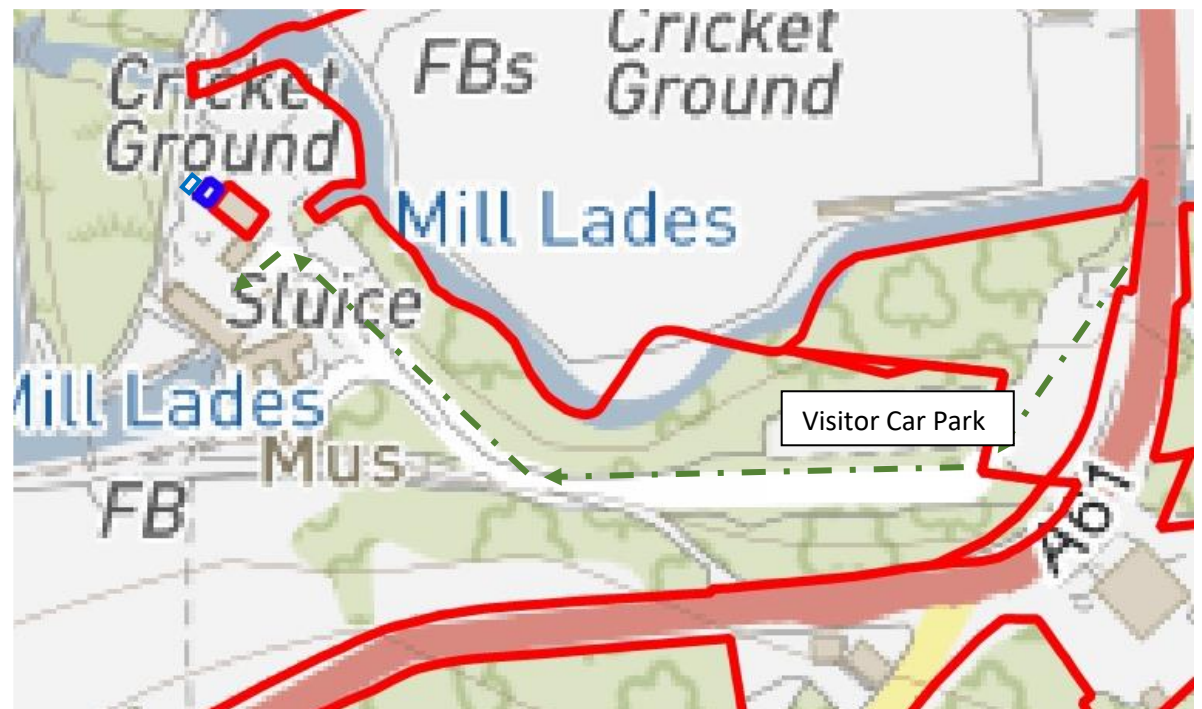 Cricket
Ground
FBs
Cricket
Ground
Mill Lades
Sluice
Mill Lades
Mus
FB
Visitor Car Park
A61